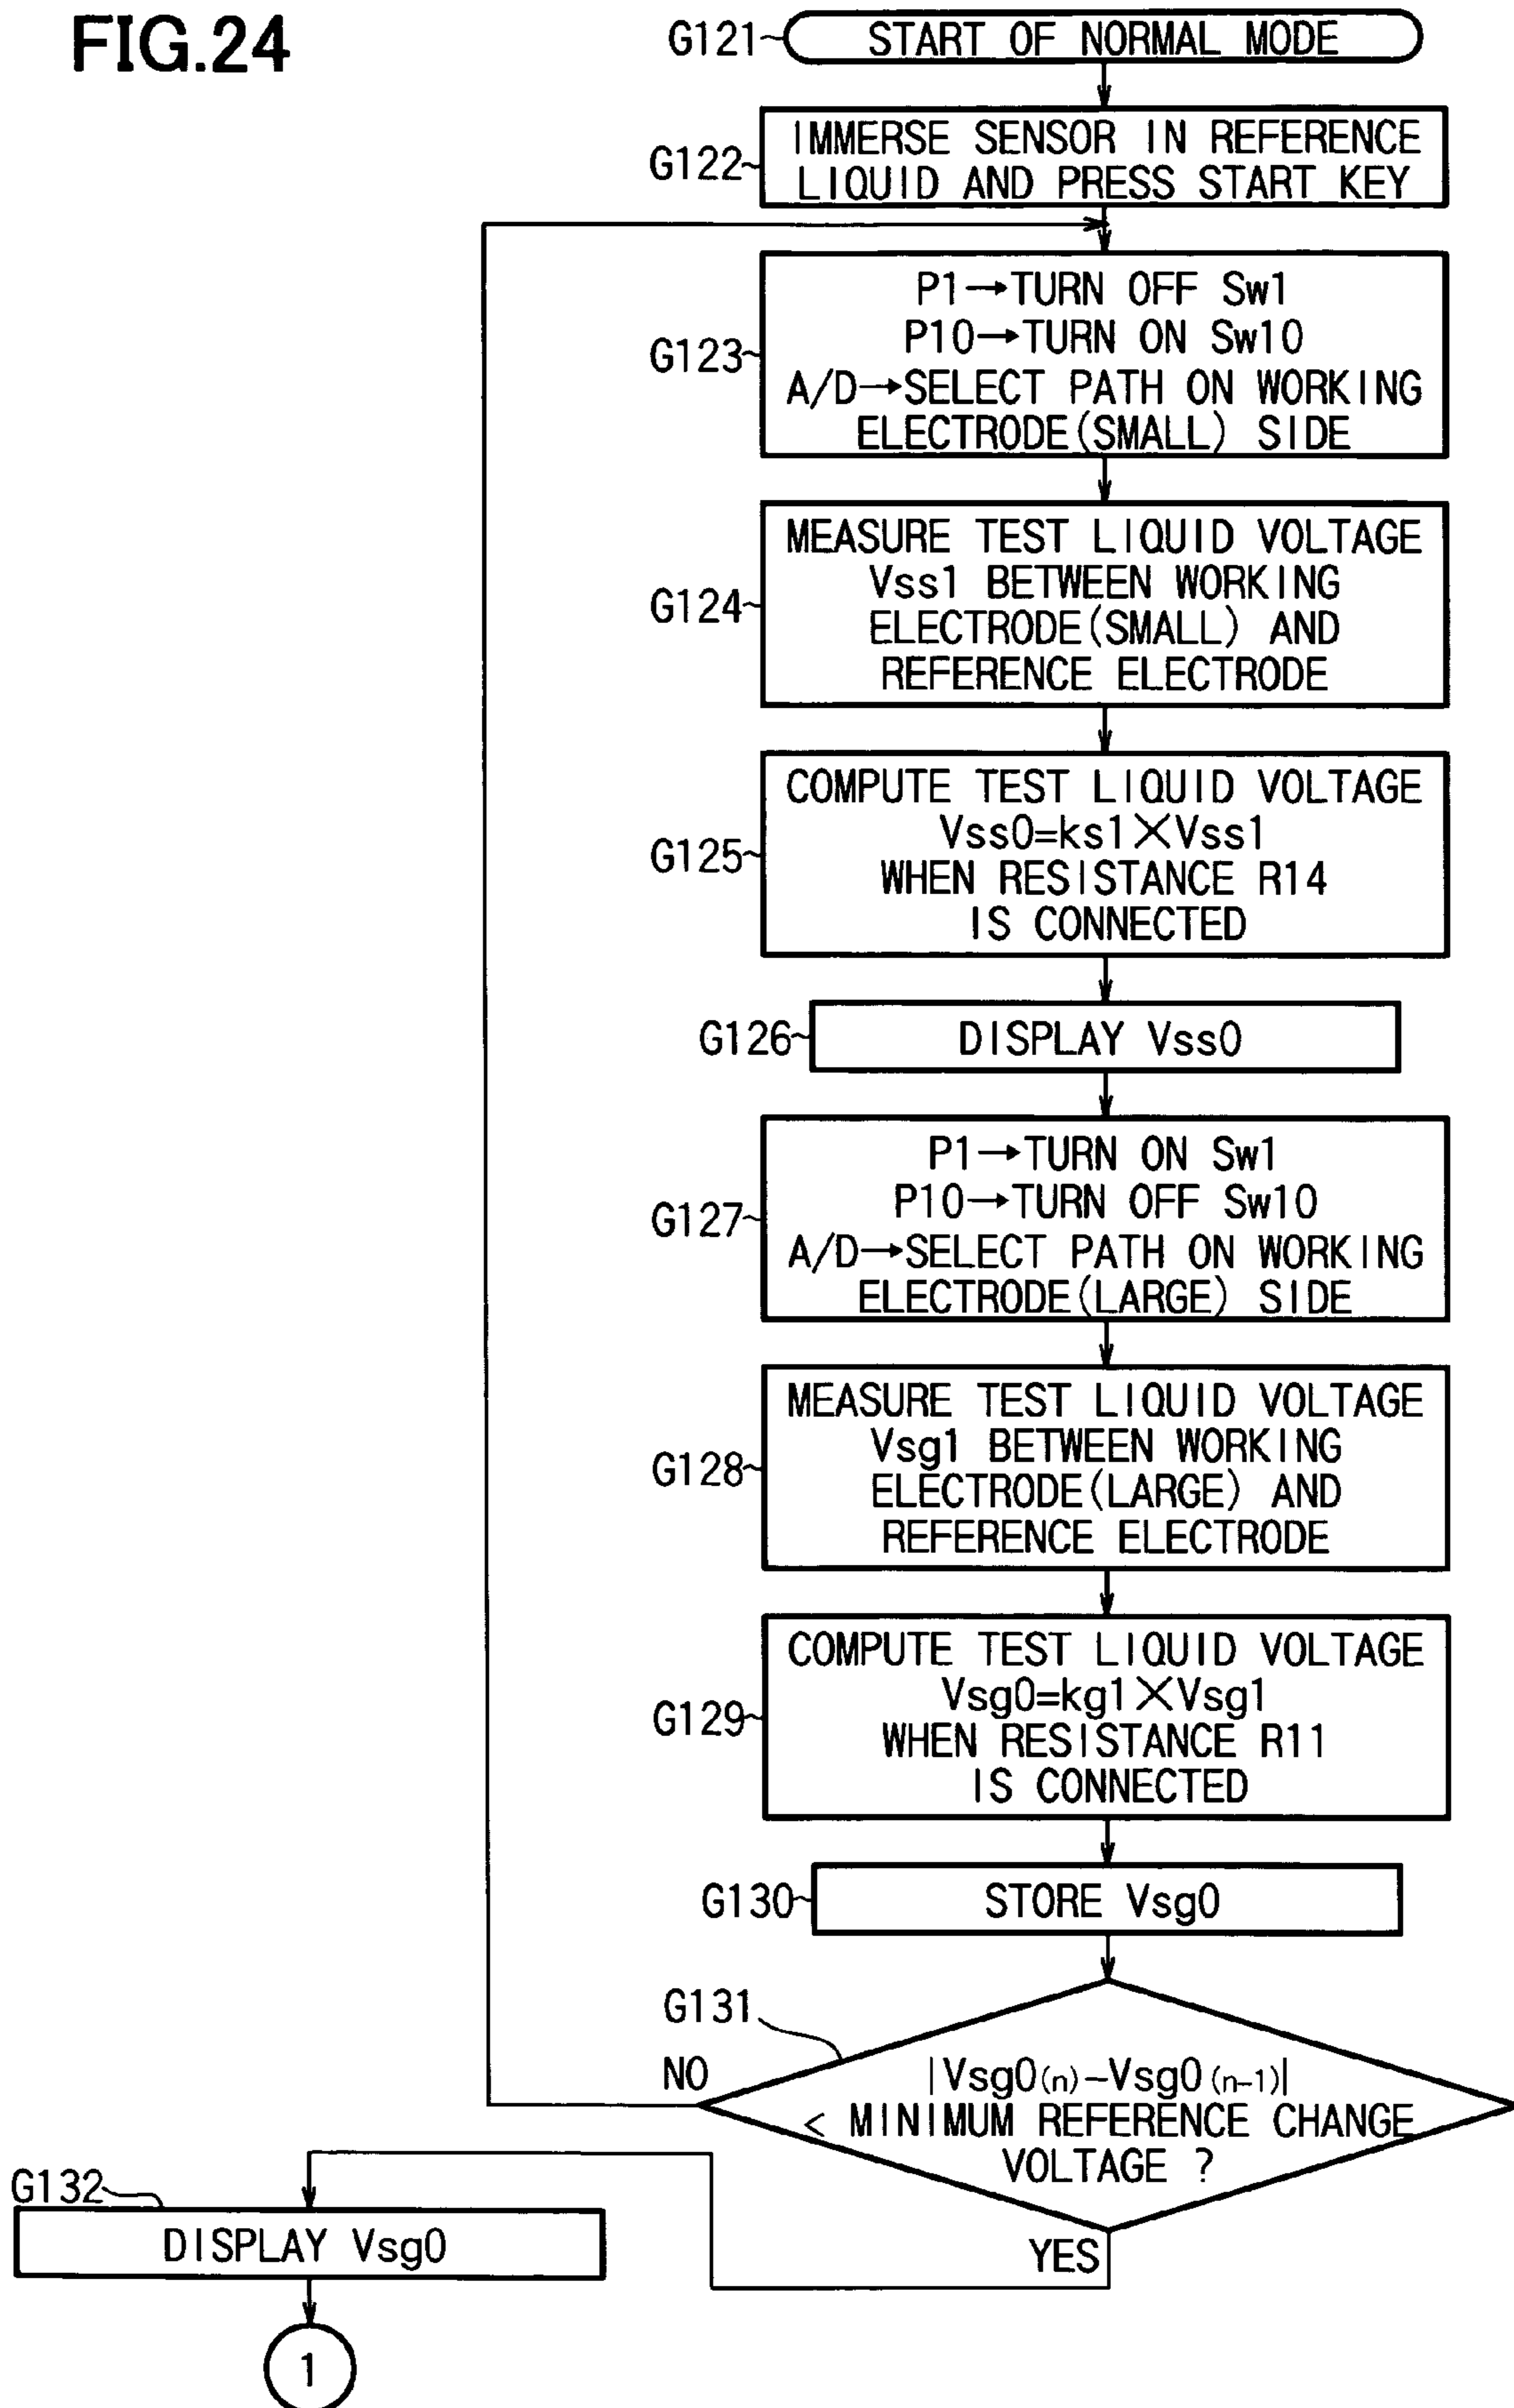 FIG.24
G121
START OF NORMAL MODE
G122
IMMERSE SENSOR IN REFERENCE
LIQUID AND PRESS START KEY
G123
P1→TURN OFF Sw1
P10→TURN ON Sw10
A/D→SELECT PATH ON WORKING
ELECTRODE(SMALL) SIDE
G124
MEASURE TEST LIQUID VOLTAGE
Vss1 BETWEEN WORKING
ELECTRODE(SMALL) AND
REFERENCE ELECTRODE
G125
COMPUTE TEST LIQUID VOLTAGE
Vss0=ks1×Vss1
WHEN RESISTANCE R14
IS CONNECTED
G126
DISPLAY Vss0
G127
P1→TURN ON Sw1
P10→TURN OFF Sw10
A/D→SELECT PATH ON WORKING
ELECTRODE(LARGE) SIDE
G128
MEASURE TEST LIQUID VOLTAGE
Vsg1 BETWEEN WORKING
ELECTRODE(LARGE) AND
REFERENCE ELECTRODE
G129
COMPUTE TEST LIQUID VOLTAGE
Vsg0=kg1×Vsg1
WHEN RESISTANCE R11
IS CONNECTED
G130
STORE Vsg0
G131
NO
|Vsg0(n)-Vsg0(n-1)|
< MINIMUM REFERENCE CHANGE
VOLTAGE ?
YES
G132
DISPLAY Vsg0
1